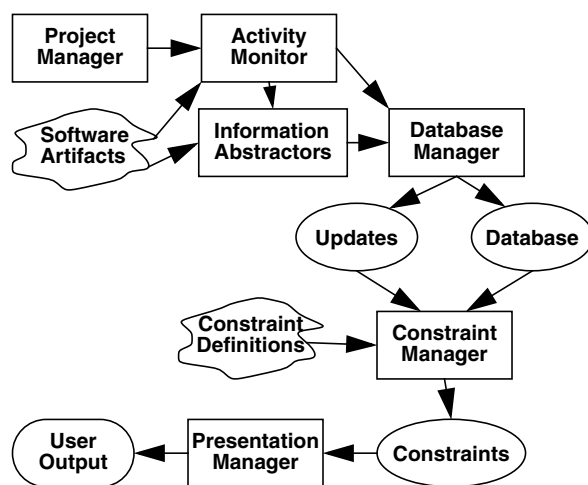 Project
Manager
Activity
Monitor
Software
Artifacts
Information
Abstractors
Database
Manager
Updates
Database
Constraint
Definitions
Constraint
Manager
User
Output
Presentation
Manager
Constraints